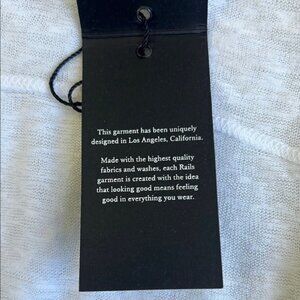 This garment has been uniquely
designed in Los Angeles, California.
Made with the highest quality
fabrics and washes, each Rails
garment is created with the idea
that looking good means feeling
good in everything you wear.